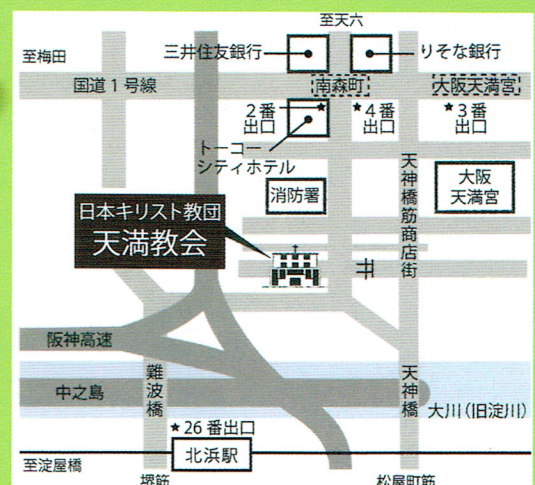 至天六
三井住友銀行
りそな銀行
至梅田
国道1号線
南森町
大阪天満宮
2番
出口
★
★4番
出口
★3番
出口
トーコー
シティホテル
消防署
天神橋筋商店街
大阪
天満宮
日本キリスト教団
天満教会
阪神高速
難波橋
天神橋
中之島
大川(旧淀川)
★26番出口
北浜駅
至淀屋橋
堺筋
松屋町筋